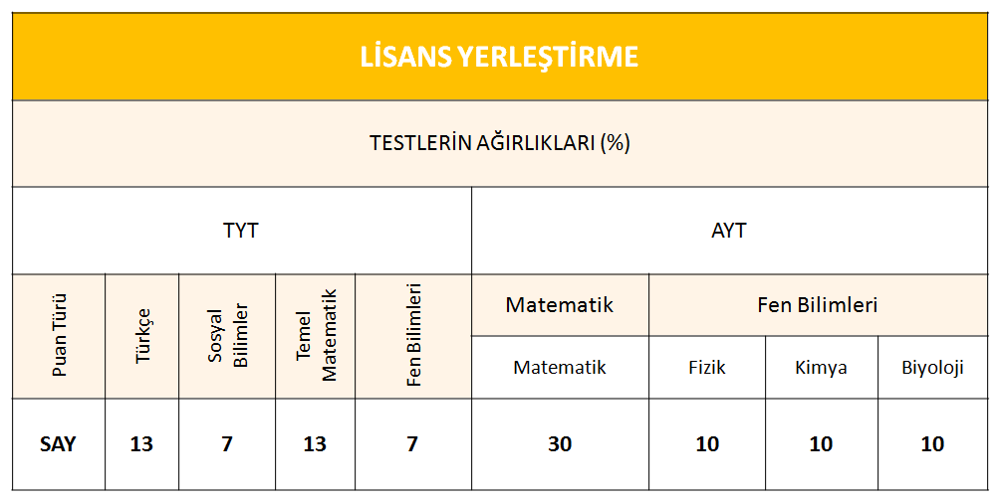 LİSANS YERLEŞTİRME
TESTLERİN AĞIRLIKLARI (%)
TYT AYT
Puan Türü
Türkçe
Sosyal
Bilimler
Temel
Matematik
Fen Bilimleri
Matematik Fen Bilimleri
Matematik Fizik Kimya Biyoloji
SAY 13 7 13 7 30 10 10 10